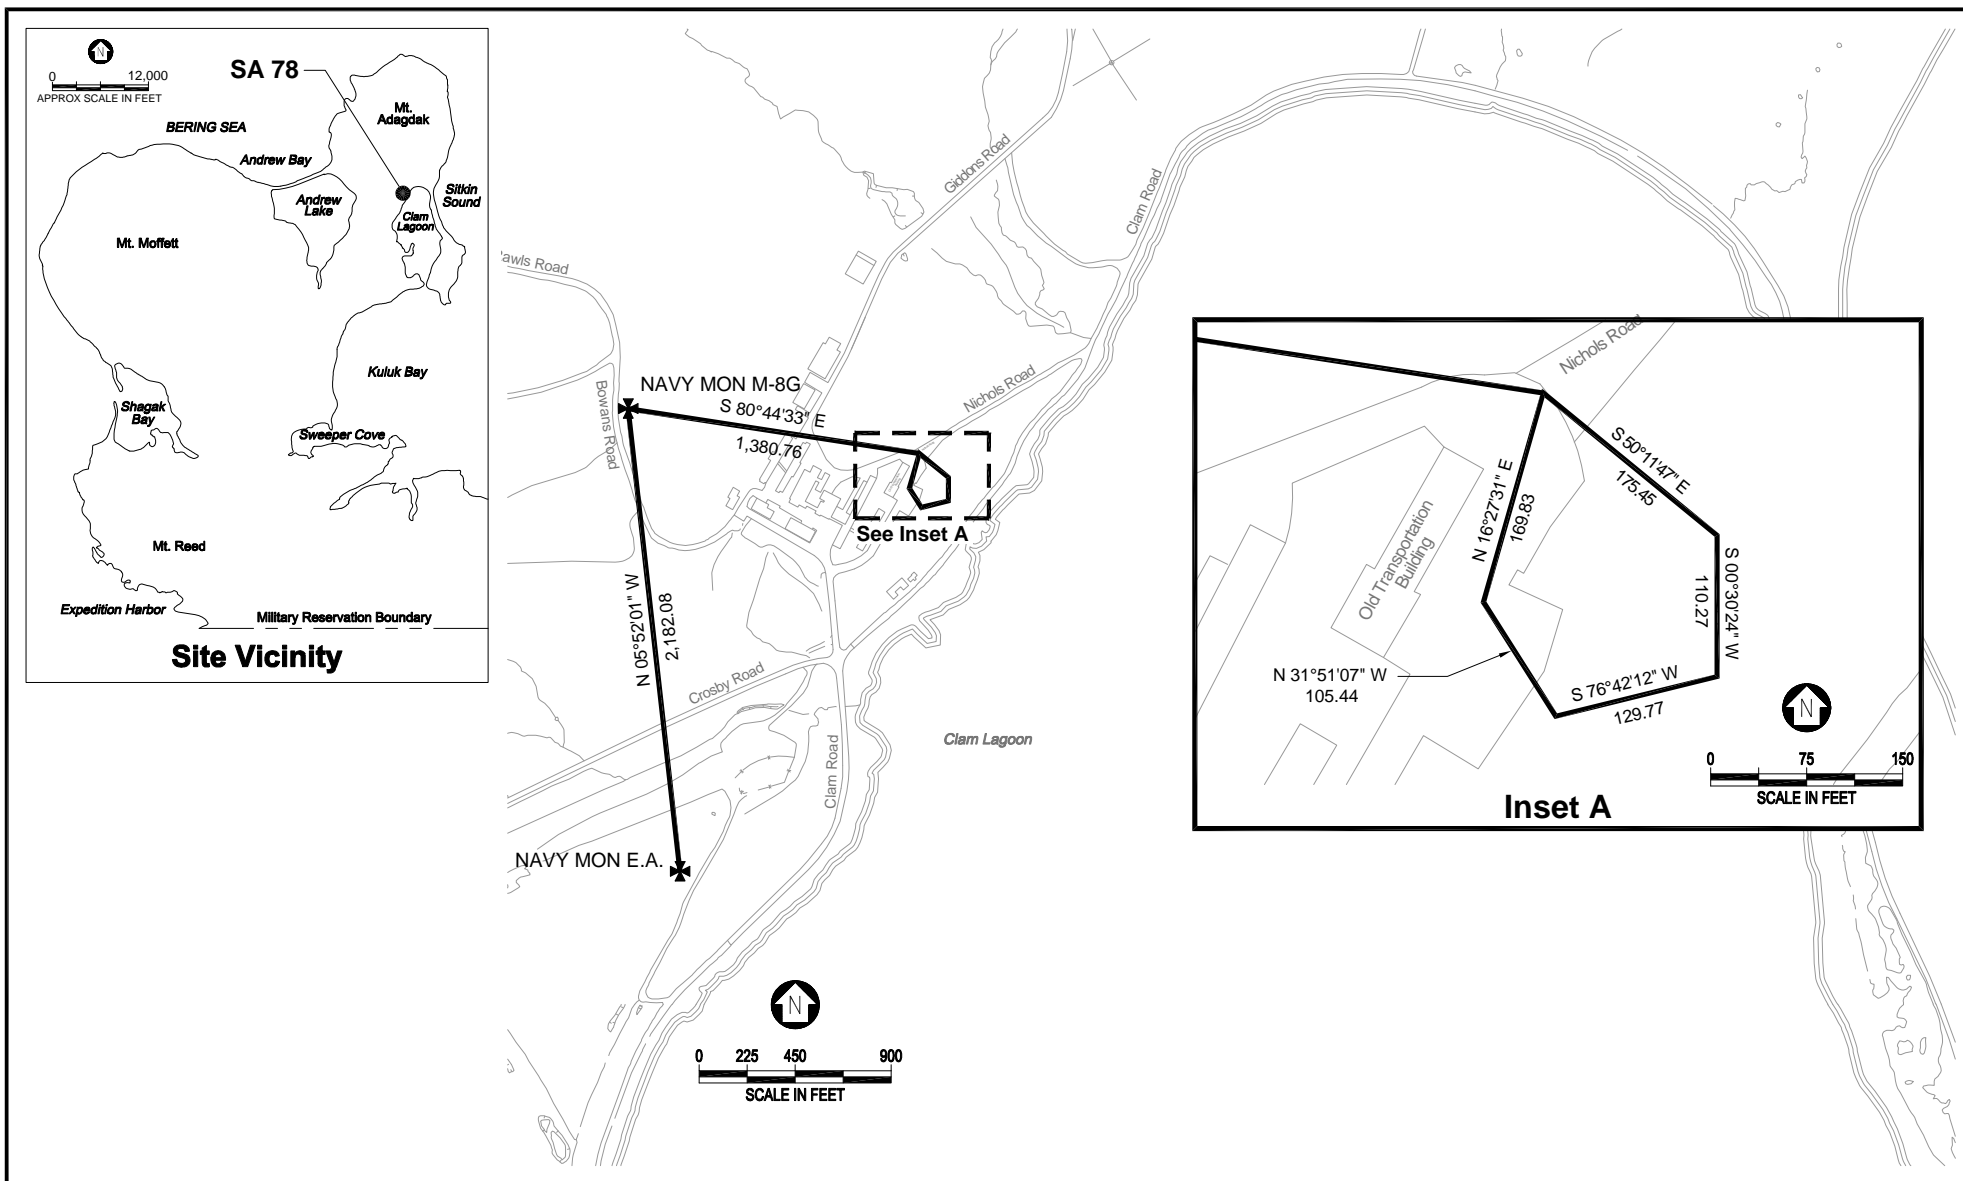 N
0 12,000
APPROX SCALE IN FEET
SA 78
Mt.
Adagdak
BERING SEA
Andrew Bay
Andrew
Lake
Sitkin
Sound
Clam
Lagoon
Mt. Moffett
Kuluk Bay
Shagak
Bay
Sweeper Cove
Mt. Reed
Expedition Harbor
Military Reservation Boundary
Site Vicinity
awls Road
Giddons Road
Clam Road
Bowans Road
NAVY MON M-8G
S 80°44'33" E
1,380.76
Nichols Road
See Inset A
N 05°52'01" W
2,182.08
Crosby Road
Clam Road
Clam Lagoon
NAVY MON E.A.
N
0 225 450 900
SCALE IN FEET
Nichols Road
S 50°11'47" E
175.45
N 16°27'31" E
169.83
Old Transportation
Building
S 00°30'24" W
110.27
N 31°51'07" W
105.44
S 76°42'12" W
129.77
N
0 75 150
SCALE IN FEET
Inset A